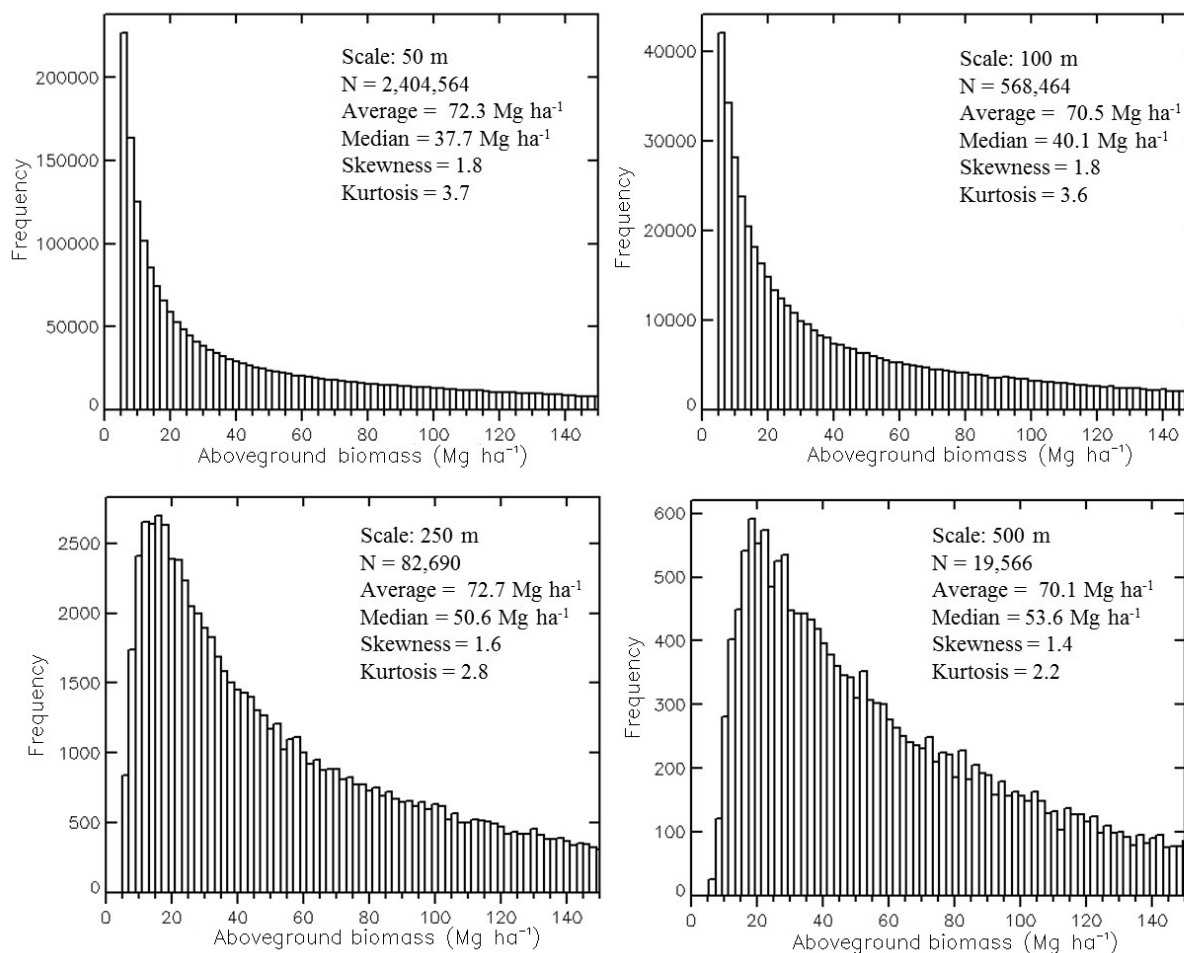 Scale: 50 m
N = 2,404,564
Average = 72.3 Mg ha⁻¹
Median = 37.7 Mg ha⁻¹
Skewness = 1.8
Kurtosis = 3.7
Frequency
200000
150000
100000
50000
0
0 20 40 60 80 100 120 140
Aboveground biomass (Mg ha⁻¹)
Scale: 100 m
N = 568,464
Average = 70.5 Mg ha⁻¹
Median = 40.1 Mg ha⁻¹
Skewness = 1.8
Kurtosis = 3.6
Frequency
40000
30000
20000
10000
0
0 20 40 60 80 100 120 140
Aboveground biomass (Mg ha⁻¹)
Scale: 250 m
N = 82,690
Average = 72.7 Mg ha⁻¹
Median = 50.6 Mg ha⁻¹
Skewness = 1.6
Kurtosis = 2.8
Frequency
2500
2000
1500
1000
500
0
0 20 40 60 80 100 120 140
Aboveground biomass (Mg ha⁻¹)
Scale: 500 m
N = 19,566
Average = 70.1 Mg ha⁻¹
Median = 53.6 Mg ha⁻¹
Skewness = 1.4
Kurtosis = 2.2
Frequency
600
500
400
300
200
100
0
0 20 40 60 80 100 120 140
Aboveground biomass (Mg ha⁻¹)